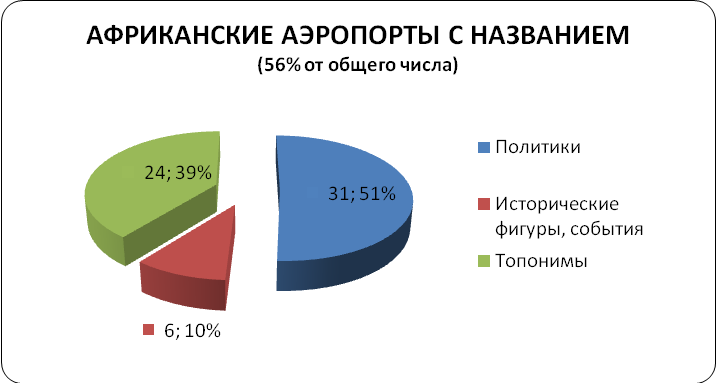 АФРИКАНСКИЕ АЭРОПОРТЫ С НАЗВАНИЕМ
(56% от общего числа)
24; 39%
31; 51%
6; 10%
Политики
Исторические
фигуры, события
Топонимы